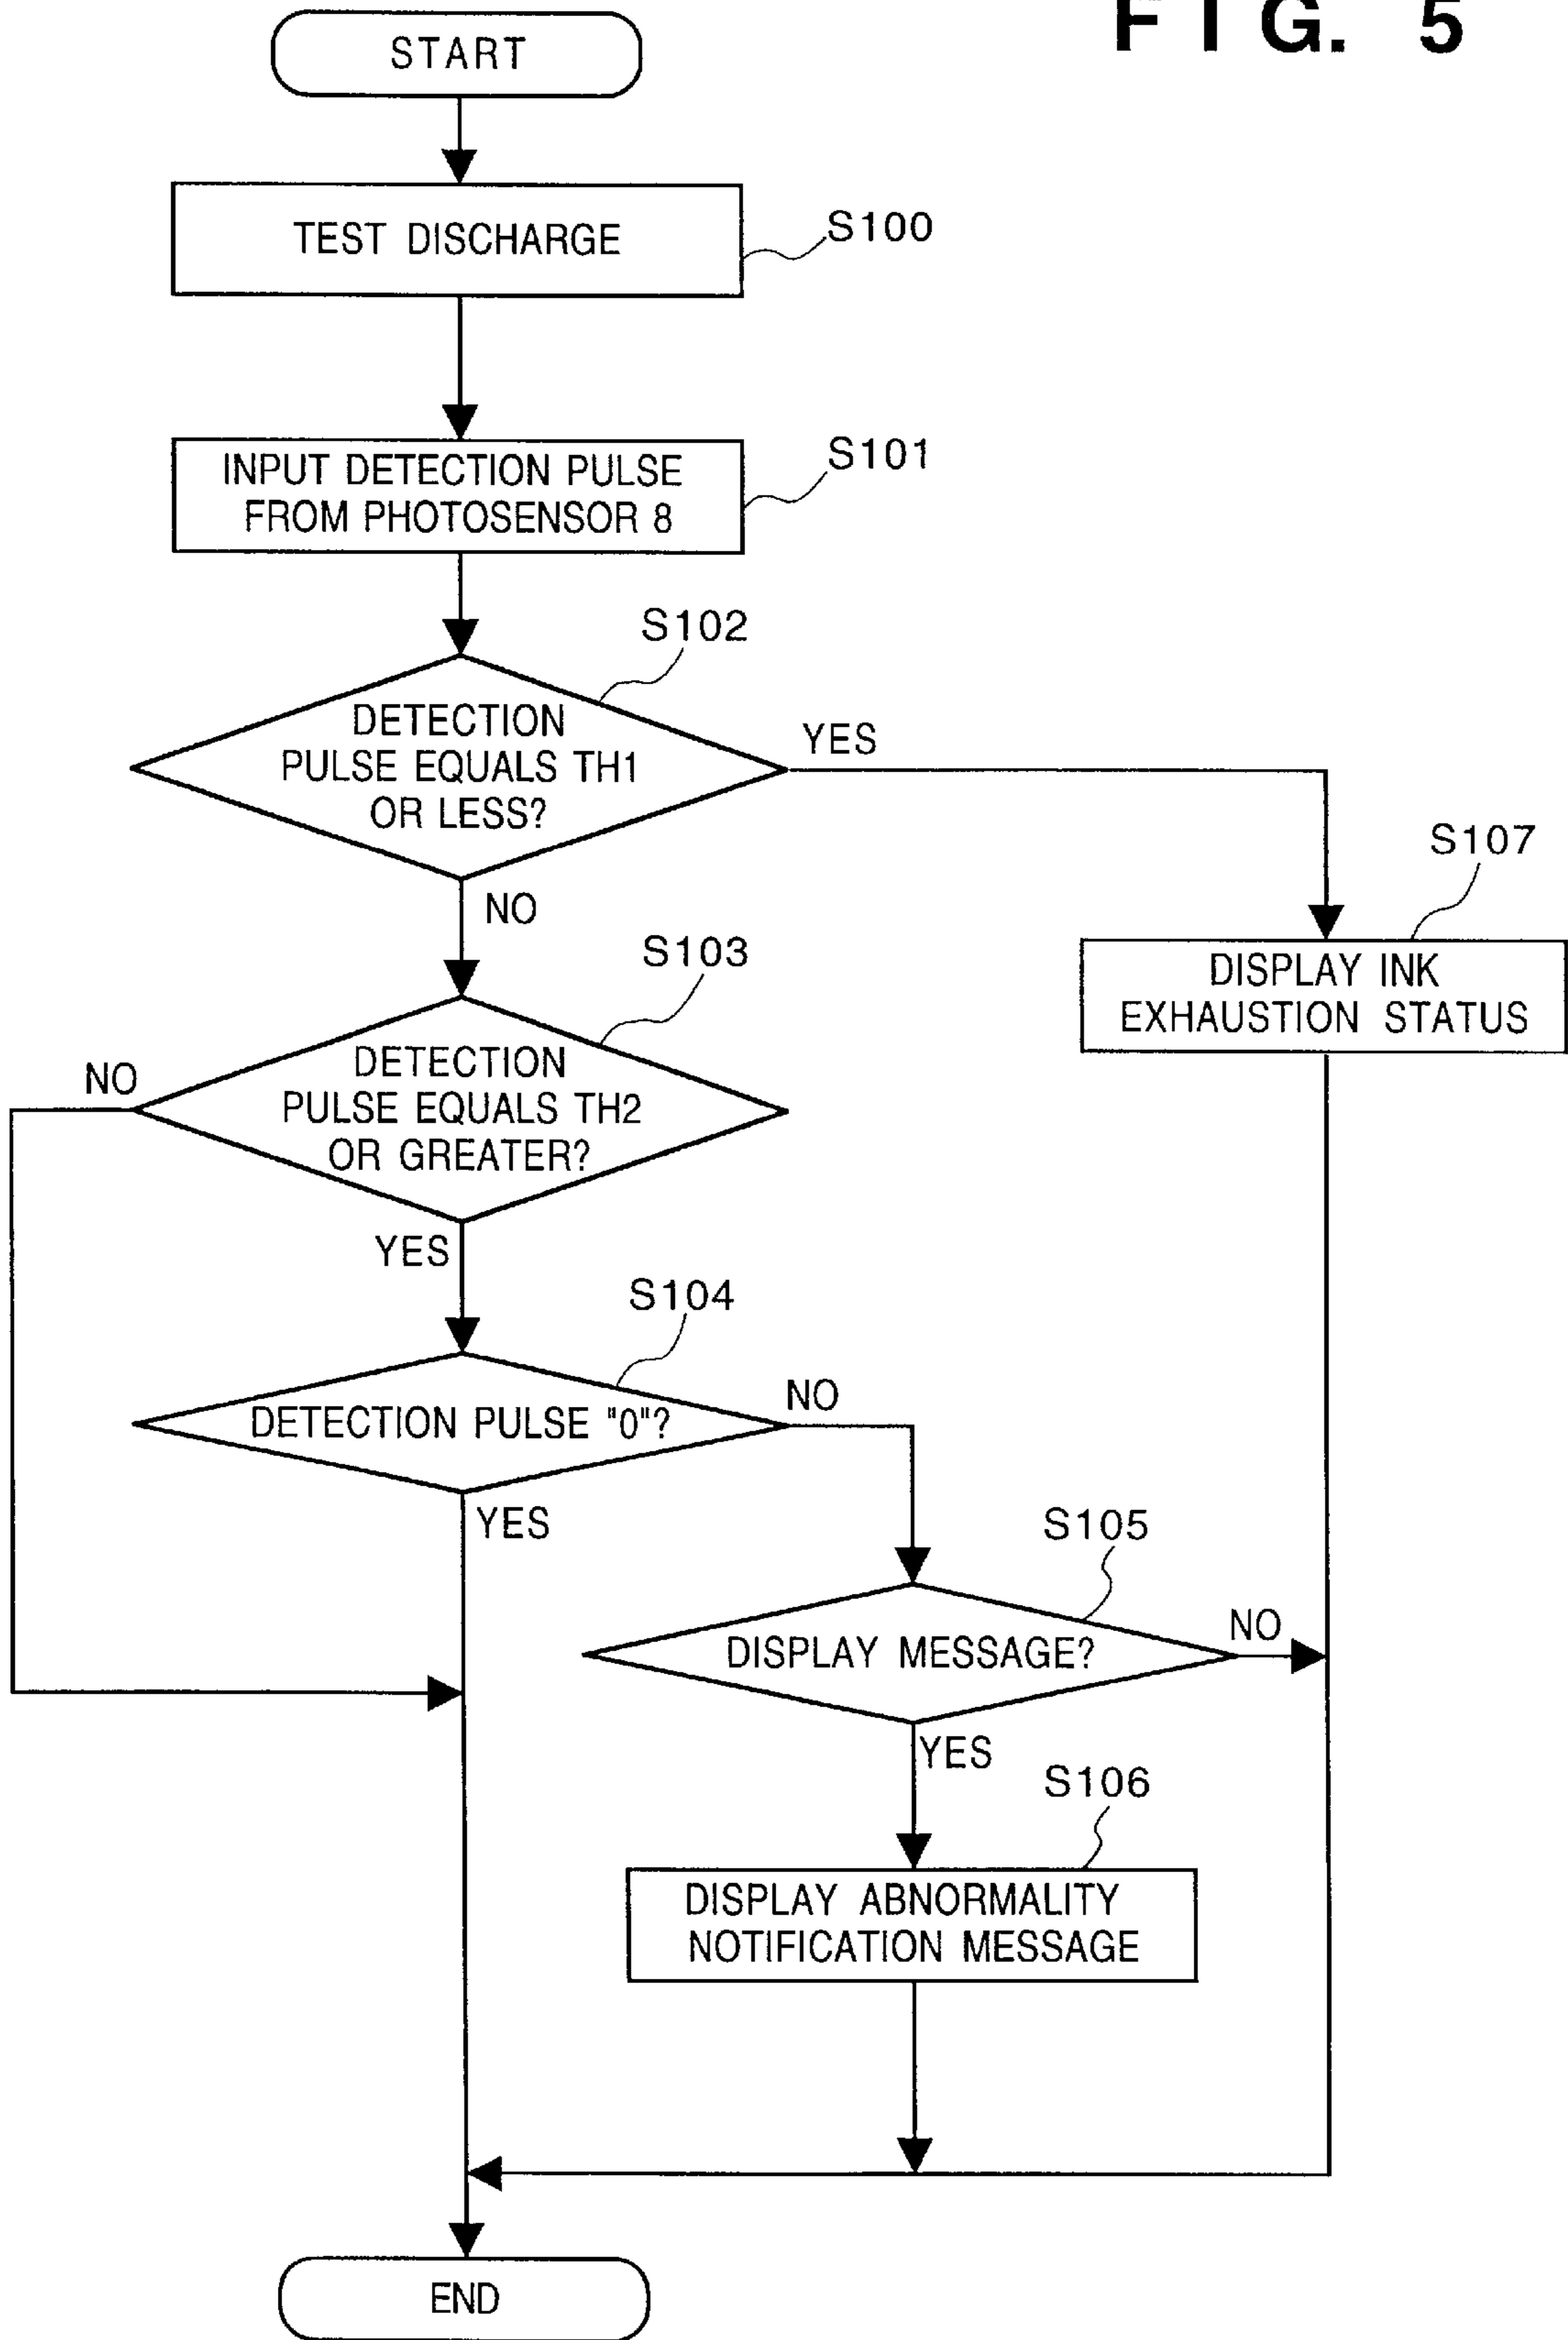 FIG. 5
START
TEST DISCHARGE
S100
INPUT DETECTION PULSE
FROM PHOTOSENSOR 8
S101
S102
DETECTION
PULSE EQUALS TH1
OR LESS?
YES
NO
S107
DISPLAY INK
EXHAUSTION STATUS
S103
DETECTION
PULSE EQUALS TH2
OR GREATER?
NO
YES
S104
DETECTION PULSE "0"?
NO
YES
S105
DISPLAY MESSAGE?
NO
YES
S106
DISPLAY ABNORMALITY
NOTIFICATION MESSAGE
END